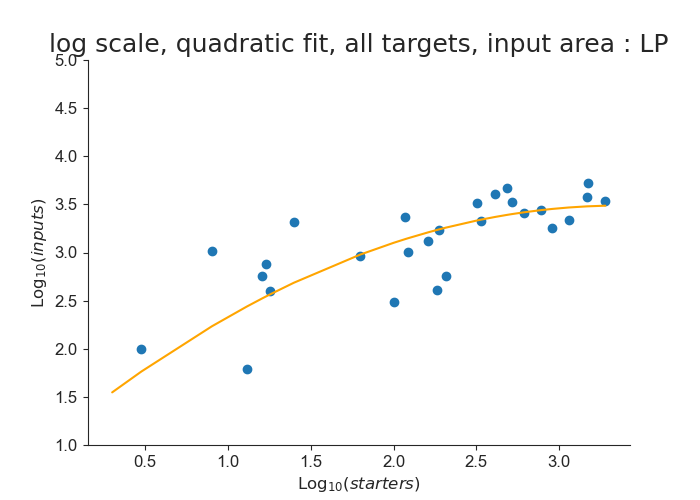 log scale, quadratic fit, all targets, input area : LP
5.0
4.5
4.0
3.5
3.0
2.5
2.0
1.5
1.0
Log₁₀(inputs)
0.5 1.0 1.5 2.0 2.5 3.0
Log₁₀(starters)